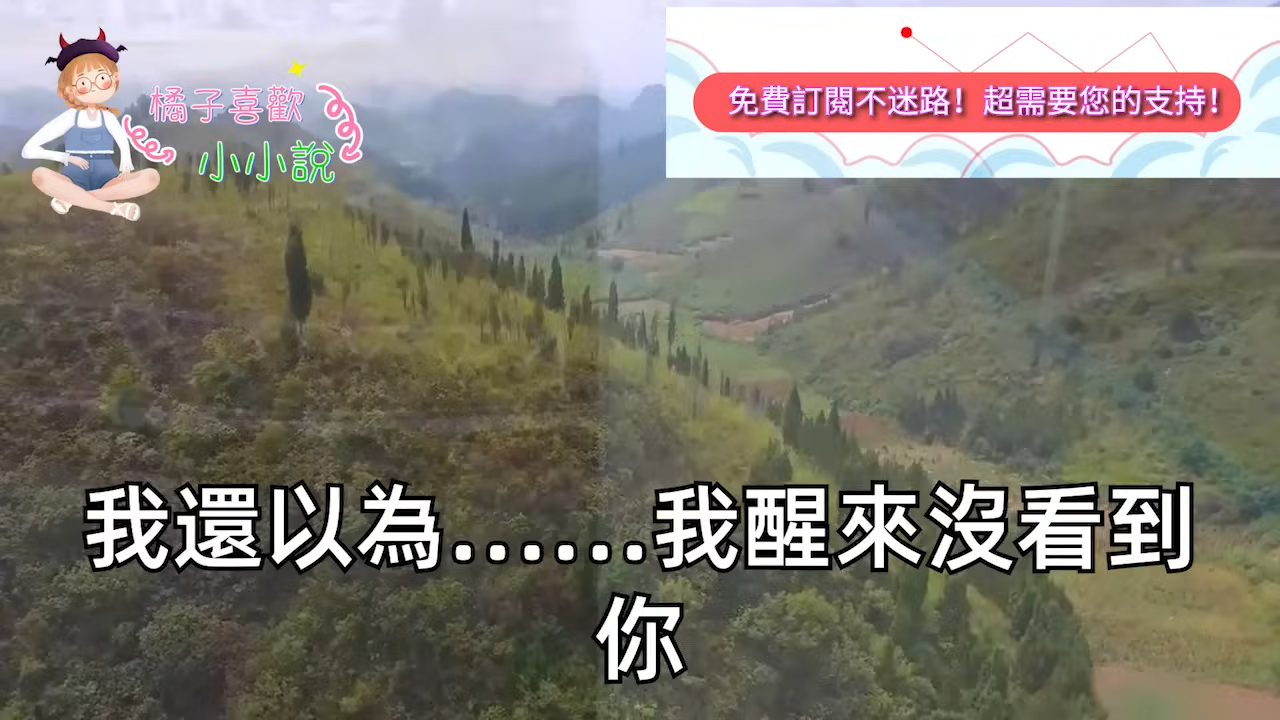 橘子喜歡
小小說
免費訂閱不迷路！超需要您的支持！
我還以為......我醒來沒看到
你